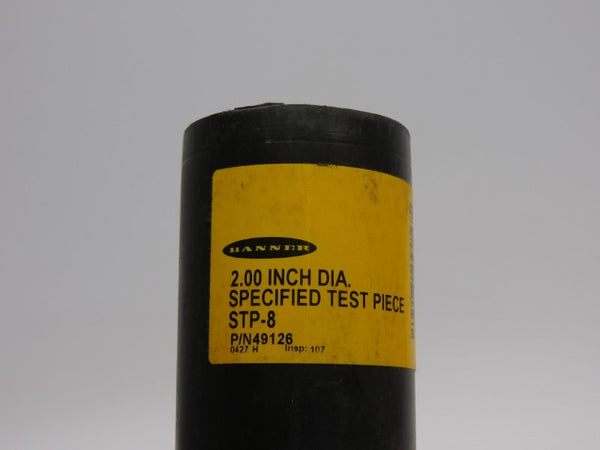 BANNER
2.00 INCH DIA.
SPECIFIED TEST PIECE
STP-8
P/N49126
0427 H Insp: 107